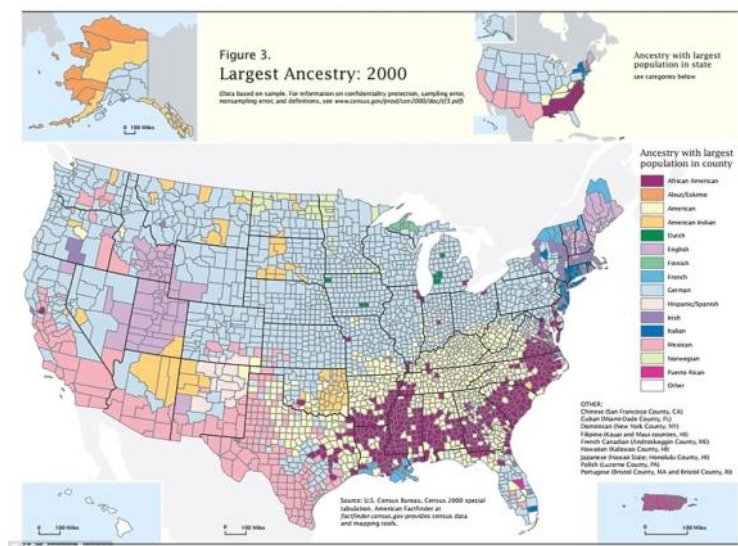 Figure 3.
Largest Ancestry: 2000
(Data based on sample. For information on confidentiality protection, sampling error,
nonsampling error, and definitions, see www.census.gov/prod/cen2000/doc/sf3.pdf)
Ancestry with largest
population in state
see categories below
0 100 Miles
Ancestry with largest
population in county
African American
Aleut/Eskimo
American
American Indian
Dutch
English
Finnish
French
German
Hispanic/Spanish
Irish
Italian
Mexican
Norwegian
Puerto Rican
Other
OTHER:
Chinese (San Francisco County, CA)
Cuban (Miami-Dade County, FL)
Dominican (New York County, NY)
Filipino (Kauai and Maui counties, HI)
French Canadian (Androscoggin County, ME)
Hawaiian (Kalawao County, HI)
Japanese (Hawaii State; Honolulu County, HI)
Polish (Luzerne County, PA)
Portugese (Bristol County, MA and Bristol County, RI)
Source: U.S. Census Bureau, Census 2000 special
tabulation. American Factfinder at
factfinder.census.gov provides census data
and mapping tools.
0 100 Miles
0 100 Miles
0 100 Miles